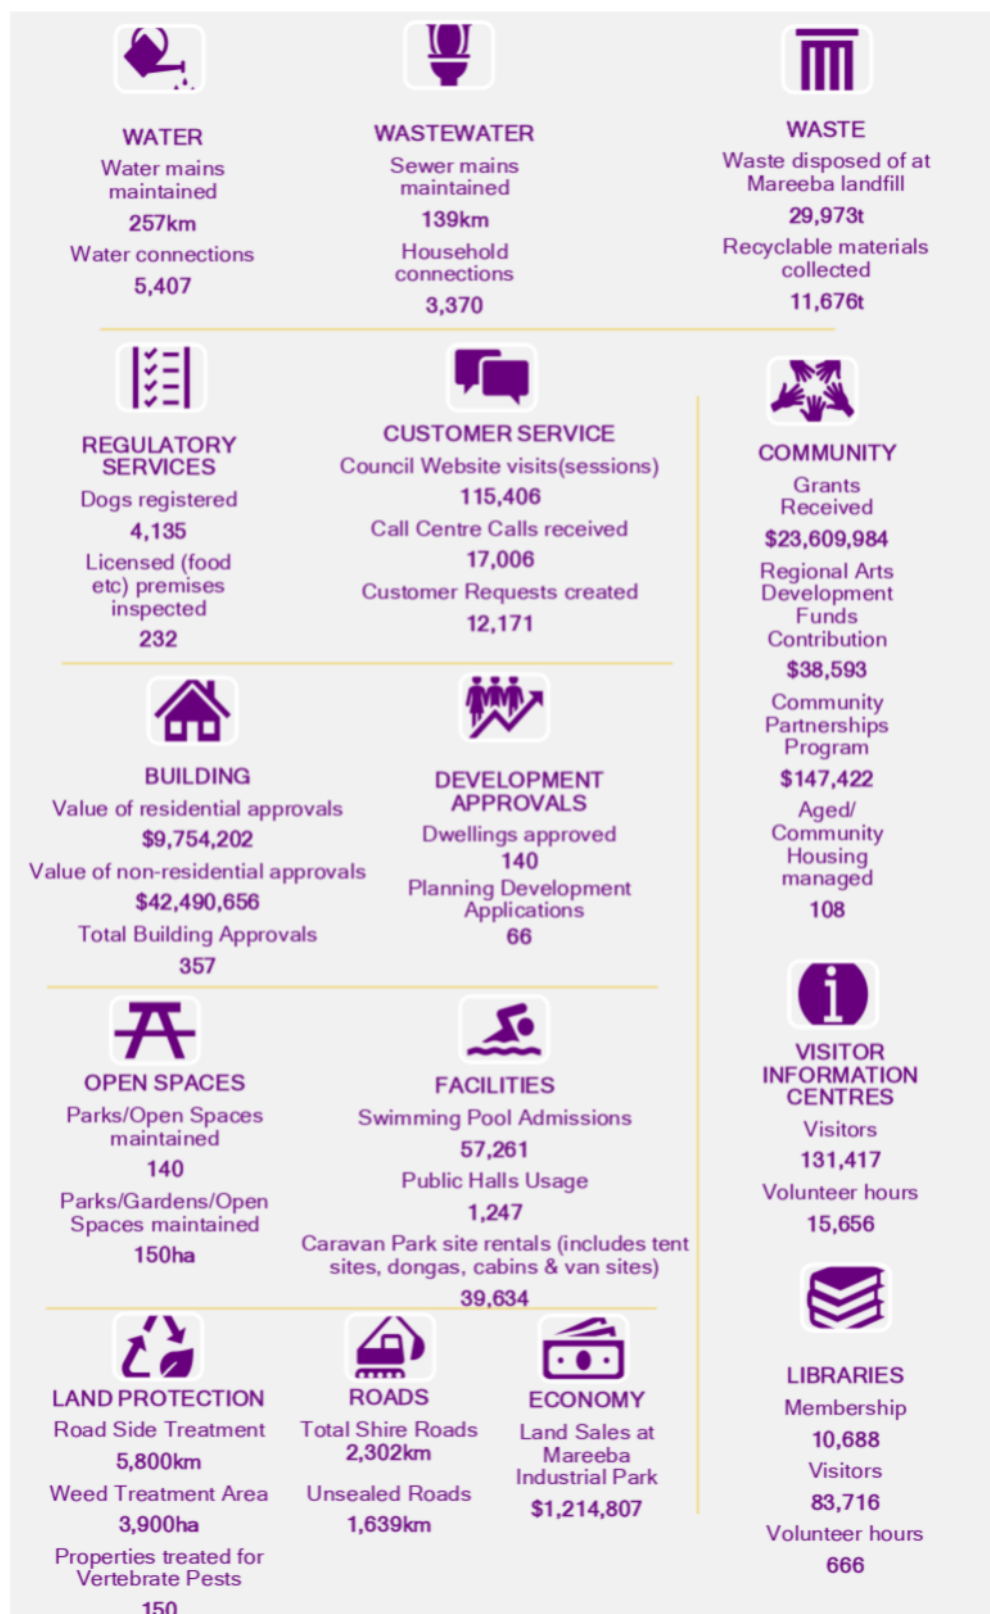 WATER
Water mains
maintained
257km
Water connections
5,407
WASTEWATER
Sewer mains
maintained
139km
Household
connections
3,370
WASTE
Waste disposed of at
Mareeba landfill
29,973t
Recyclable materials
collected
11,676t
REGULATORY
SERVICES
Dogs registered
4,135
Licensed (food
etc) premises
inspected
232
CUSTOMER SERVICE
Council Website visits(sessions)
115,406
Call Centre Calls received
17,006
Customer Requests created
12,171
COMMUNITY
Grants
Received
$23,609,984
Regional Arts
Development
Funds
Contribution
$38,593
Community
Partnerships
Program
$147,422
Aged/
Community
Housing
managed
108
BUILDING
Value of residential approvals
$9,754,202
Value of non-residential approvals
$42,490,656
Total Building Approvals
357
DEVELOPMENT
APPROVALS
Dwellings approved
140
Planning Development
Applications
66
VISITOR
INFORMATION
CENTRES
Visitors
131,417
Volunteer hours
15,656
OPEN SPACES
Parks/Open Spaces
maintained
140
Parks/Gardens/Open
Spaces maintained
150ha
FACILITIES
Swimming Pool Admissions
57,261
Public Halls Usage
1,247
Caravan Park site rentals (includes tent
sites, dongas, cabins & van sites)
39,634
LIBRARIES
Membership
10,688
Visitors
83,716
Volunteer hours
666
LAND PROTECTION
Road Side Treatment
5,800km
Weed Treatment Area
3,900ha
Properties treated for
Vertebrate Pests
150
ROADS
Total Shire Roads
2,302km
Unsealed Roads
1,639km
ECONOMY
Land Sales at
Mareeba
Industrial Park
$1,214,807